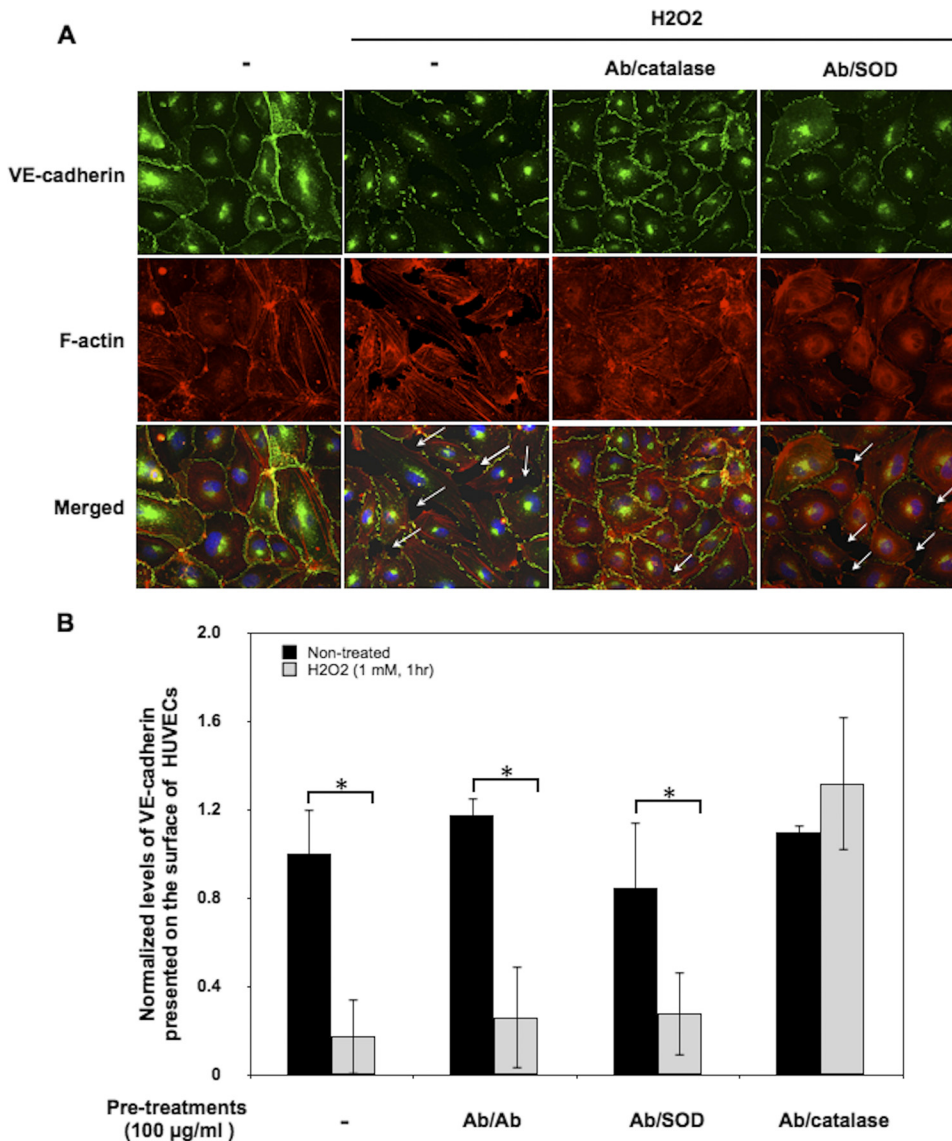 A
H2O2
- - Ab/catalase Ab/SOD
VE-cadherin
F-actin
Merged
B
Normalized levels of VE-cadherin
presented on the surface of HUVECs
2.0
1.6
1.2
0.8
0.4
0
Non-treated
H2O2 (1 mM, 1hr)
* * *
Pre-treatments
(100 µg/ml )
- Ab/Ab Ab/SOD Ab/catalase